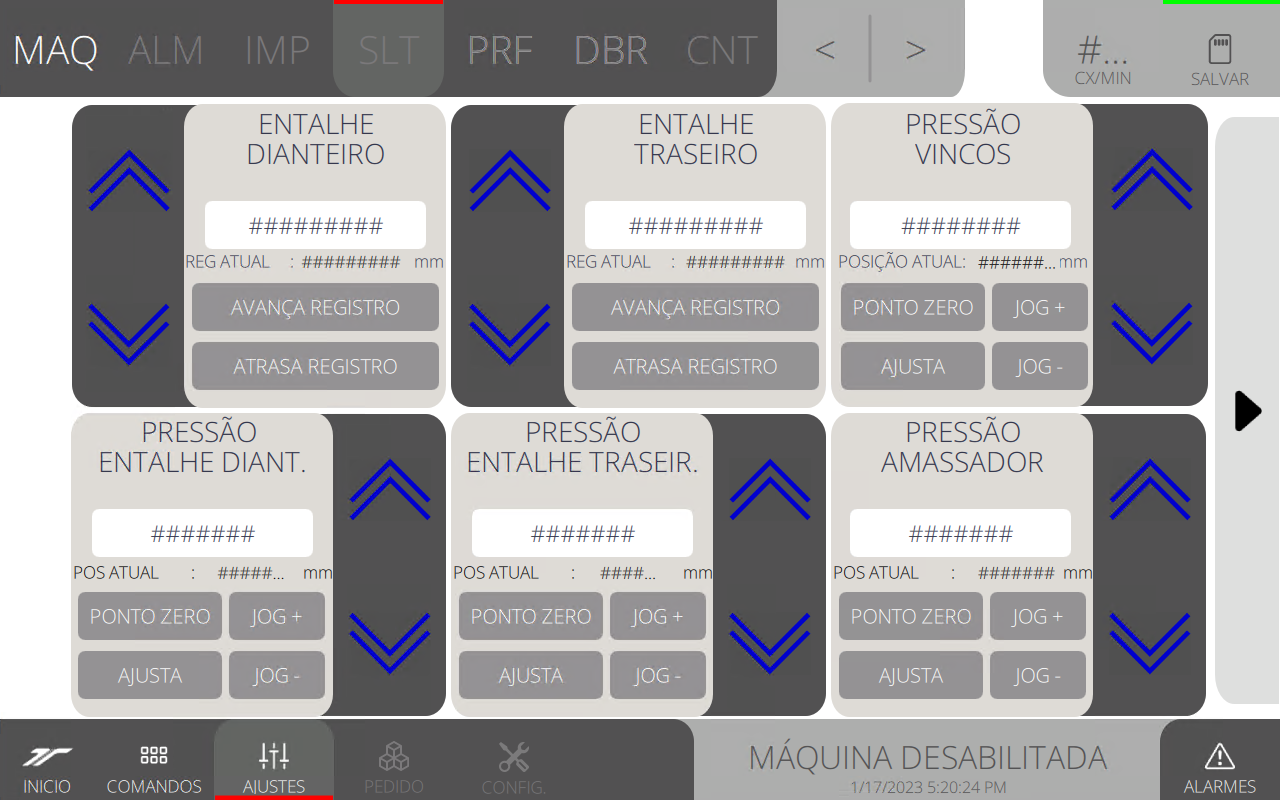 MAQ ALM IMP SLT PRF DBR CNT < > #... CX/MIN SALVAR
ENTALHE
DIANTEIRO
#########
REG ATUAL : ######### mm
AVANÇA REGISTRO
ATRASA REGISTRO
ENTALHE
TRASEIRO
#########
REG ATUAL : ######### mm
AVANÇA REGISTRO
ATRASA REGISTRO
PRESSÃO
VINCOS
########
POSIÇÃO ATUAL: ######... mm
PONTO ZERO JOG +
AJUSTA JOG -
PRESSÃO
ENTALHE DIANT.
#######
POS ATUAL : #####... mm
PONTO ZERO JOG +
AJUSTA JOG -
PRESSÃO
ENTALHE TRASEIR.
#######
POS ATUAL : ####... mm
PONTO ZERO JOG +
AJUSTA JOG -
PRESSÃO
AMASSADOR
#######
POS ATUAL : ####### mm
PONTO ZERO JOG +
AJUSTA JOG -
INICIO COMANDOS AJUSTES PEDIDO CONFIG.
MÁQUINA DESABILITADA
1/17/2023 5:20:24 PM
ALARMES